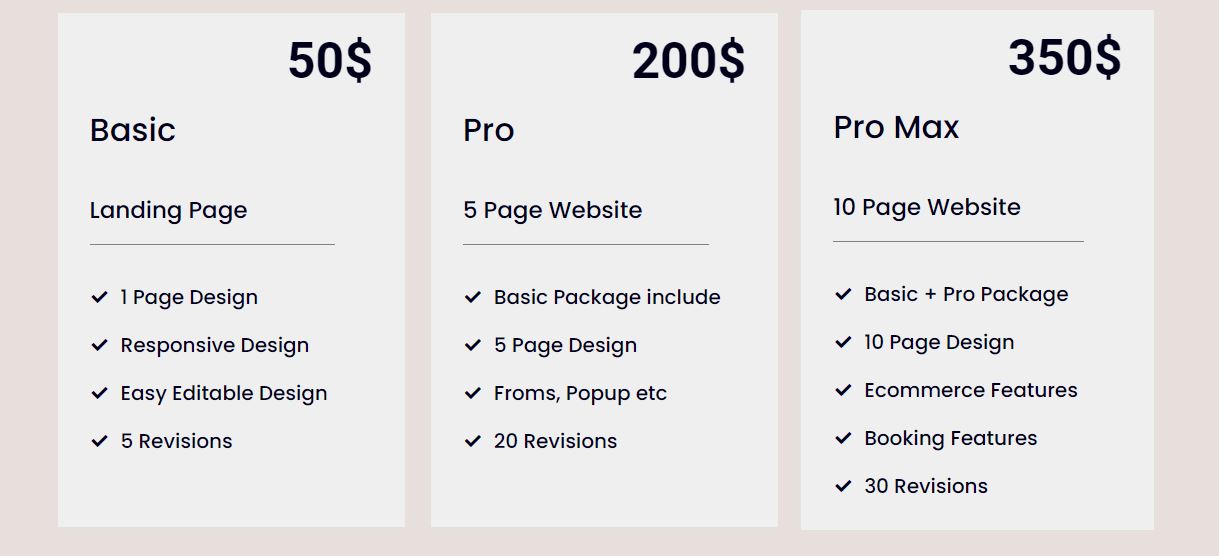 50$
Basic
Landing Page
1 Page Design
Responsive Design
Easy Editable Design
5 Revisions
200$
Pro
5 Page Website
Basic Package include
5 Page Design
Froms, Popup etc
20 Revisions
350$
Pro Max
10 Page Website
Basic + Pro Package
10 Page Design
Ecommerce Features
Booking Features
30 Revisions